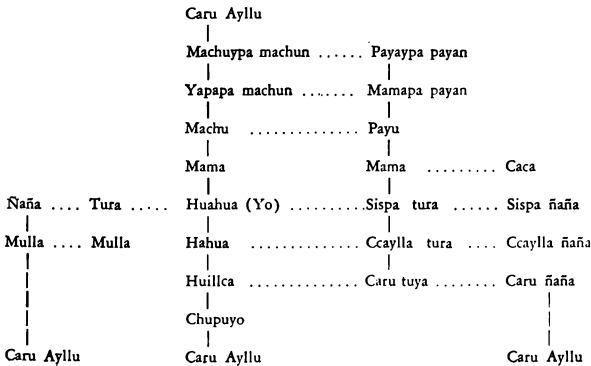 Caru Ayllu
Machuypa machun ...... Payaypa payan
Yapapa machun ....... Mamapa payan
Machu .............. Payu
Mama Mama ......... Caca
Ñaña .... Tura ..... Huahua (Yo) ..........Sispa tura ...... Sispa ñaña
Mulla .... Mulla Hahua .............. Ccaylla tura .... Ccaylla ñaña
Huillca .............. Caru tuya ........ Caru ñaña
Chupuyo
Caru Ayllu Caru Ayllu Caru Ayllu